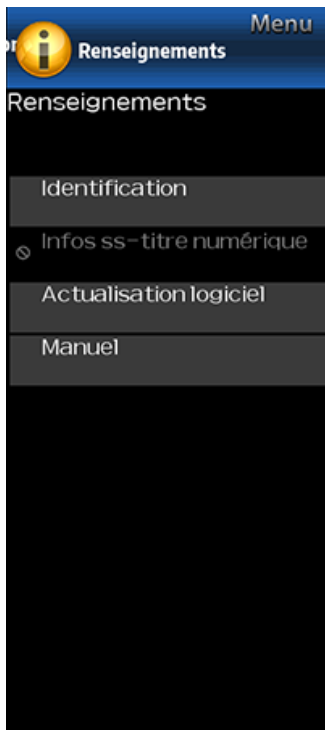 Menu
Renseignements
Renseignements
Identification
Infos ss-titre numérique
Actualisation logiciel
Manuel